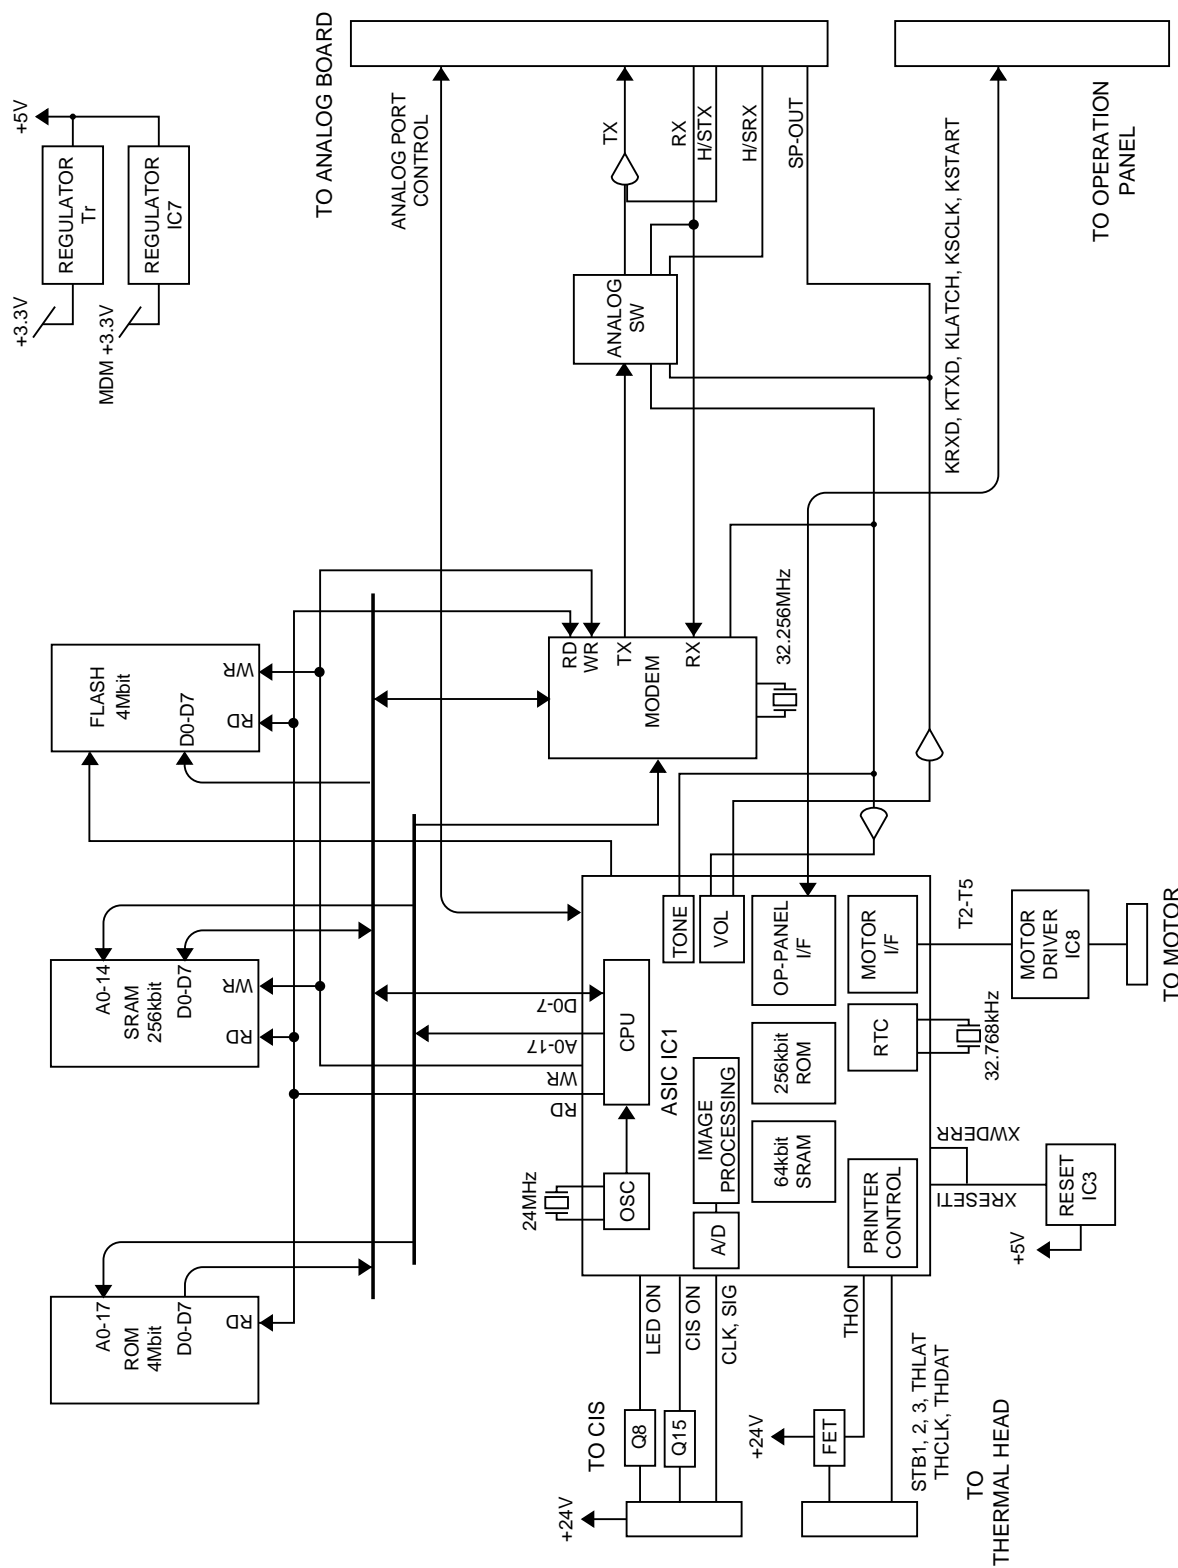 ROM
4Mbit
A0-17
D0-D7
RD
SRAM
256kbit
A0-14
D0-D7
RD
WR
FLASH
4Mbit
D0-D7
RD
WR
+3.3V
REGULATOR
Tr
+5V
MDM +3.3V
REGULATOR
IC7
TO ANALOG BOARD
ANALOG PORT
CONTROL
TX
RX
H/STX
H/SRX
SP-OUT
TO OPERATION
PANEL
KRXD, KTXD, KLATCH, KSCLK, KSTART
ANALOG
SW
RD
WR
TX
RX
MODEM
32.256MHz
24MHz
OSC
RD
WR
A0-17
D0-7
CPU
ASIC IC1
TONE
VOL
A/D
IMAGE
PROCESSING
64kbit
SRAM
256kbit
ROM
OP-PANEL
I/F
PRINTER
CONTROL
RTC
MOTOR
I/F
32.768kHz
T2-T5
MOTOR
DRIVER
IC8
TO MOTOR
XRESETI
XWDERR
RESET
IC3
+5V
TO CIS
+24V
Q8
Q15
LED ON
CIS ON
CLK, SIG
+24V
FET
THON
STB1, 2, 3, THLAT
THCLK, THDAT
TO
THERMAL HEAD